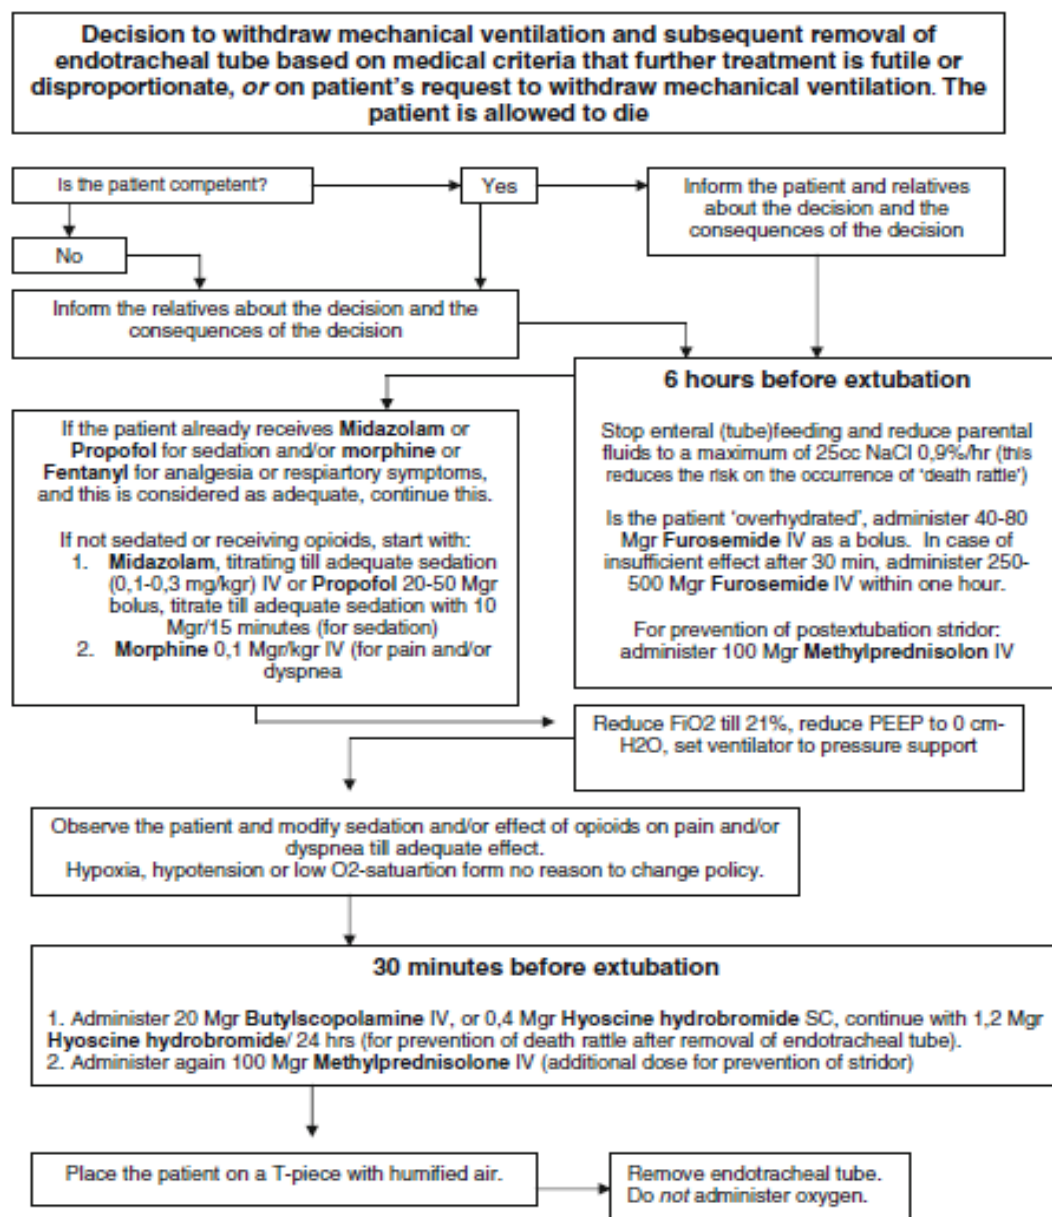 Decision to withdraw mechanical ventilation and subsequent removal of
endotracheal tube based on medical criteria that further treatment is futile or
disproportionate, or on patient's request to withdraw mechanical ventilation. The
patient is allowed to die
Is the patient competent?
Yes
Inform the patient and relatives
about the decision and the
consequences of the decision
No
Inform the relatives about the decision and the
consequences of the decision
6 hours before extubation
Stop enteral (tube)feeding and reduce parental
fluids to a maximum of 25cc NaCl 0,9%/hr (this
reduces the risk on the occurrence of 'death rattle')
Is the patient 'overhydrated', administer 40-80
Mgr Furosemide IV as a bolus. In case of
insufficient effect after 30 min, administer 250-
500 Mgr Furosemide IV within one hour.
For prevention of postextubation stridor:
administer 100 Mgr Methylprednisolon IV
If the patient already receives Midazolam or
Propofol for sedation and/or morphine or
Fentanyl for analgesia or respiartory symptoms,
and this is considered as adequate, continue this.
If not sedated or receiving opioids, start with:
1. Midazolam, titrating till adequate sedation
(0,1-0,3 mg/kgr) IV or Propofol 20-50 Mgr
bolus, titrate till adequate sedation with 10
Mgr/15 minutes (for sedation)
2. Morphine 0,1 Mgr/kgr IV (for pain and/or
dyspnea
Reduce FiO2 till 21%, reduce PEEP to 0 cm-
H2O, set ventilator to pressure support
Observe the patient and modify sedation and/or effect of opioids on pain and/or
dyspnea till adequate effect.
Hypoxia, hypotension or low O2-satuartion form no reason to change policy.
30 minutes before extubation
1. Administer 20 Mgr Butylscopolamine IV, or 0,4 Mgr Hyoscine hydrobromide SC, continue with 1,2 Mgr
Hyoscine hydrobromide/ 24 hrs (for prevention of death rattle after removal of endotracheal tube).
2. Administer again 100 Mgr Methylprednisolone IV (additional dose for prevention of stridor)
Place the patient on a T-piece with humified air.
Remove endotracheal tube.
Do not administer oxygen.